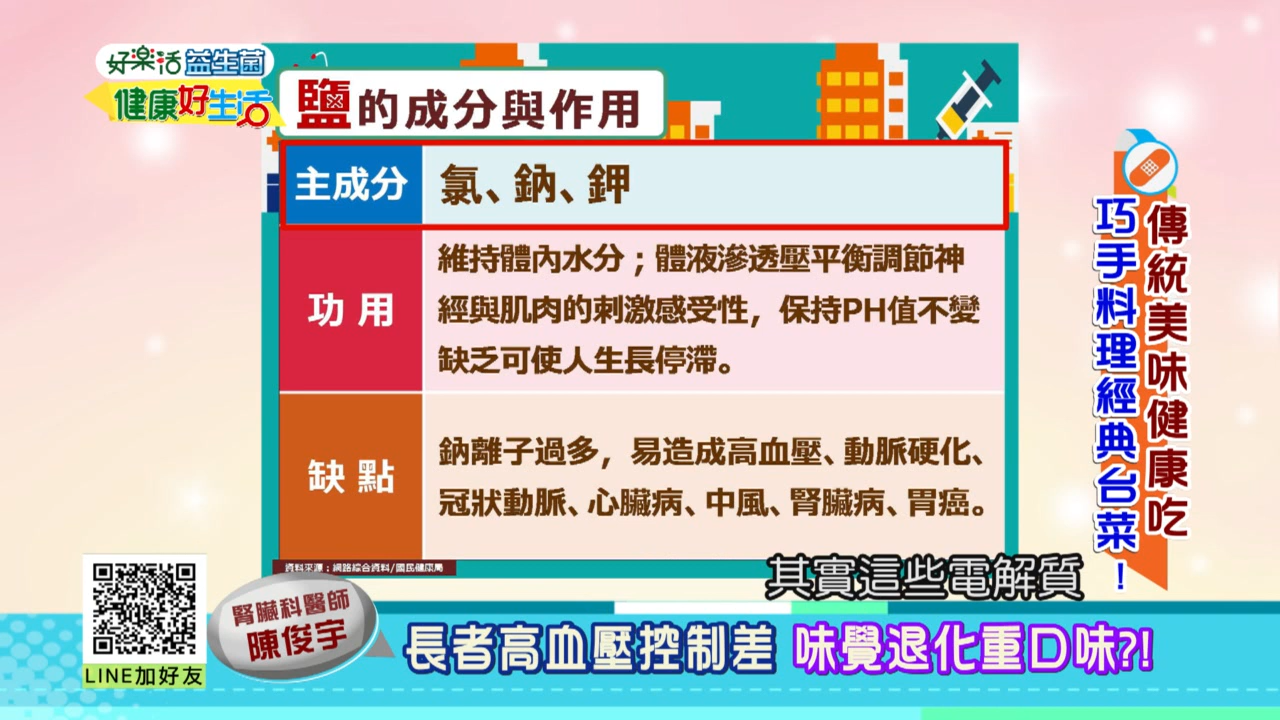 好樂活益生菌
健康好生活
鹽的成分與作用
主成分
氯、鈉、鉀
功用
維持體內水分;體液滲透壓平衡調節神
經與肌肉的刺激感受性,保持PH值不變
缺乏可使人生長停滯。
缺點
鈉離子過多,易造成高血壓、動脈硬化、
冠狀動脈、心臟病、中風、腎臟病、胃癌。
資料來源:網路綜合資料/國民健康局
傳統美味健康吃
巧手料理經典台菜!
其實這些電解質
腎臟科醫師
陳俊宇
長者高血壓控制差 味覺退化重口味?!
LINE加好友